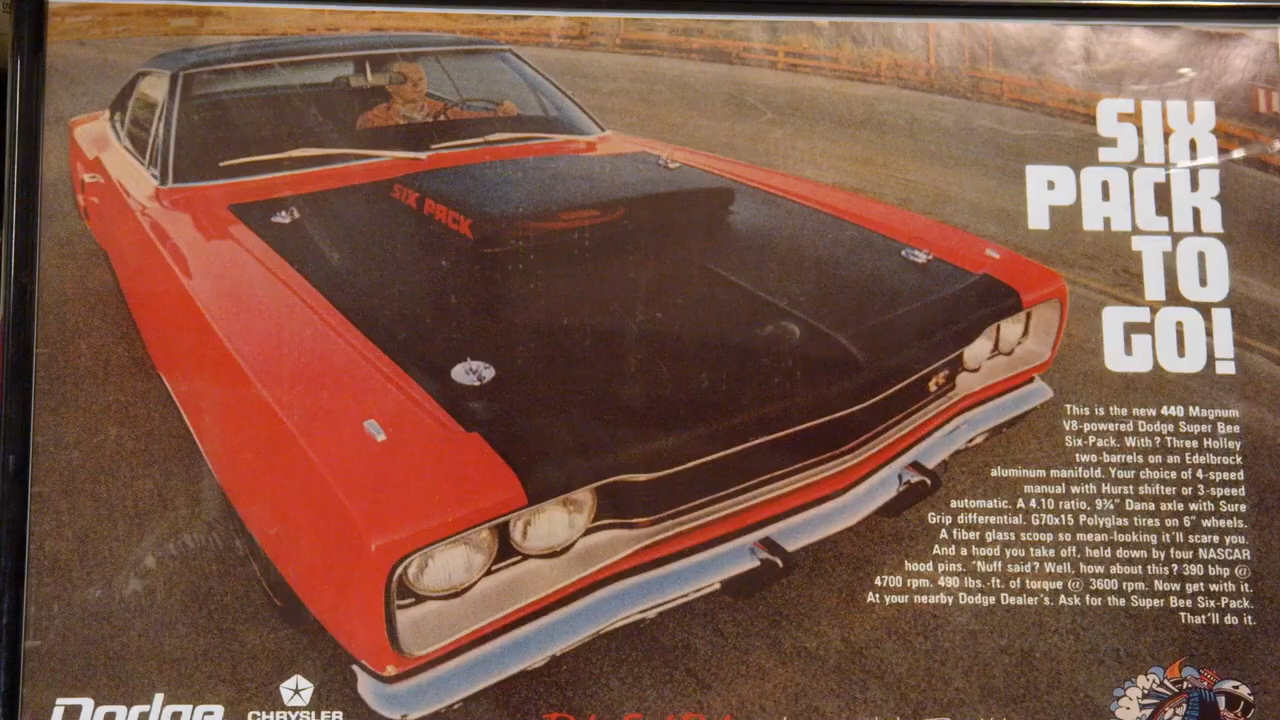 SIX PACK
SIX
PACK
TO
GO!
This is the new 440 Magnum
V8-powered Dodge Super Bee
Six-Pack. With? Three Holley
two-barrels on an Edelbrock
aluminum manifold. Your choice of 4-speed
manual with Hurst shifter or 3-speed
automatic. A 4.10 ratio, 9¾" Dana axle with Sure
Grip differential. G70x15 Polyglas tires on 6" wheels.
A fiber glass scoop so mean-looking it'll scare you.
And a hood you take off, held down by four NASCAR
hood pins. 'Nuff said? Well, how about this? 390 bhp @
4700 rpm. 490 lbs.-ft. of torque @ 3600 rpm. Now get with it.
At your nearby Dodge Dealer's. Ask for the Super Bee Six-Pack.
That'll do it.
Dodge
CHRYSLER